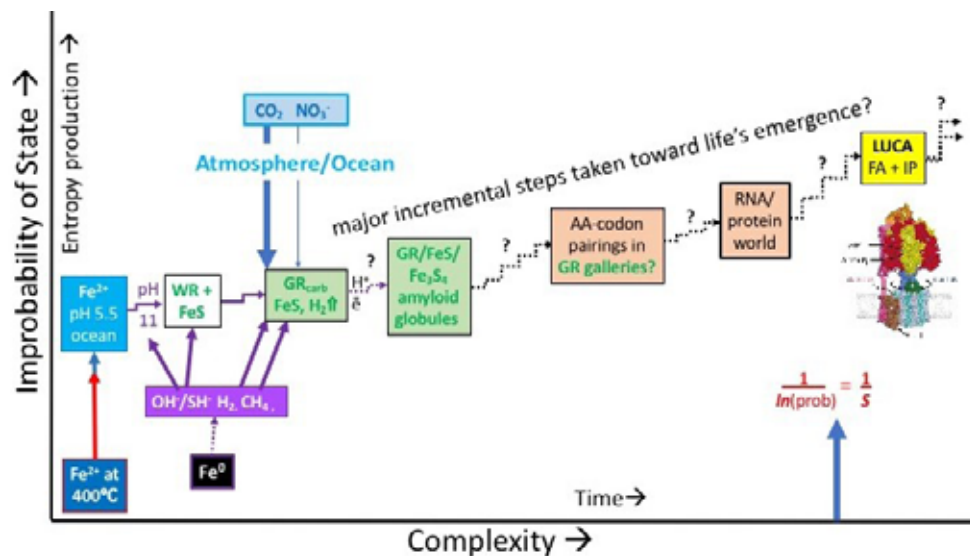 Improbability of State →
Entropy production →
CO₂ NO₃⁻
Atmosphere/Ocean
major incremental steps taken toward life's emergence?
Fe²⁺
pH 5.5
ocean
pH
11
WR +
FeS
GRcarb
FeS, H₂⇑
H⁺
ē
?
GR/FeS/
Fe₃S₄
amyloid
globules
?
AA-codon
pairings in
GR galleries?
?
RNA/
protein
world
?
LUCA
FA + IP
?
OH⁻/SH⁻ H₂, CH₄ ,
Fe⁰
Fe²⁺ at
400°C
1/ln(prob) = 1/S
Time→
Complexity →